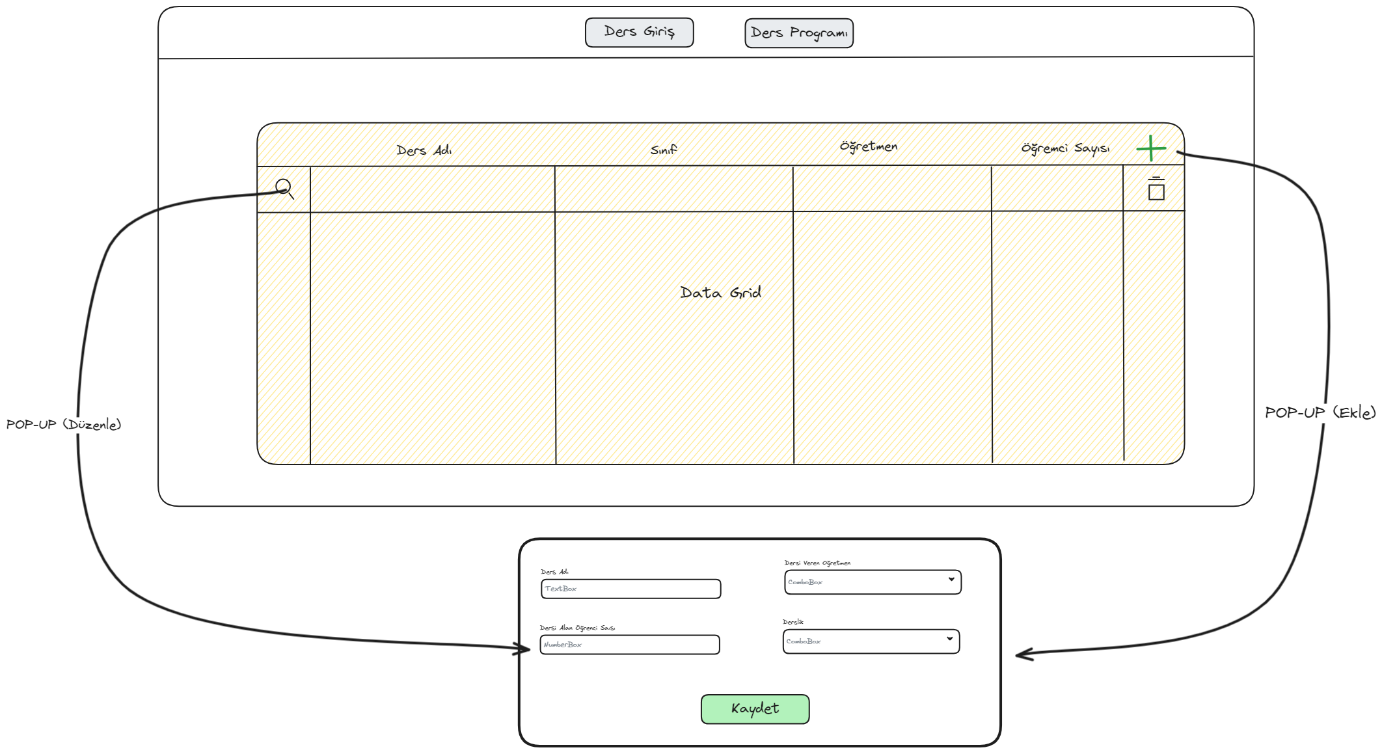 Ders Giriş
Ders Programı
Ders Adı
Sınıf
Öğretmen
Öğremci Sayısı
Data Grid
POP-UP (Düzenle)
POP-UP (Ekle)
Ders Adı
TextBox
Dersi Veren Öğretmen
ComboBox
Dersi Alan Öğrenci Sayısı
NumberBox
Derslik
ComboBox
Kaydet